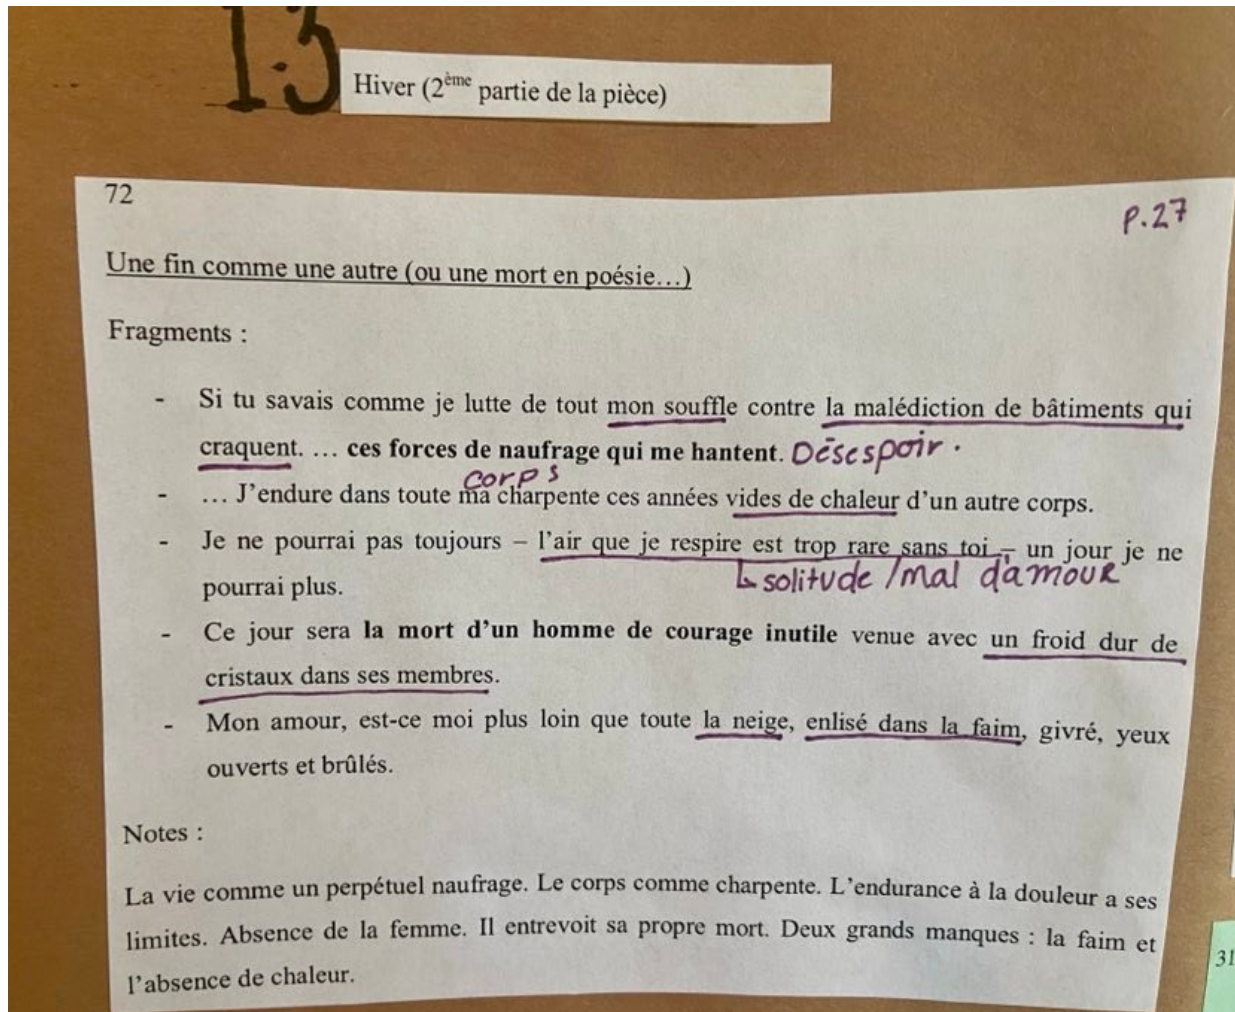 13
Hiver (2ème partie de la pièce)
72
P.27
Une fin comme une autre (ou une mort en poésie…)
Fragments :
- Si tu savais comme je lutte de tout mon souffle contre la malédiction de bâtiments qui
craquent. … ces forces de naufrage qui me hantent. Désespoir.
corps
- … J'endure dans toute ma charpente ces années vides de chaleur d'un autre corps.
- Je ne pourrai pas toujours – l'air que je respire est trop rare sans toi – un jour je ne
pourrai plus.
↳ solitude / mal d'amour
- Ce jour sera la mort d'un homme de courage inutile venue avec un froid dur de
cristaux dans ses membres.
- Mon amour, est-ce moi plus loin que toute la neige, enlisé dans la faim, givré, yeux
ouverts et brûlés.
Notes :
La vie comme un perpétuel naufrage. Le corps comme charpente. L'endurance à la douleur a ses
limites. Absence de la femme. Il entrevoit sa propre mort. Deux grands manques : la faim et
l'absence de chaleur.
31